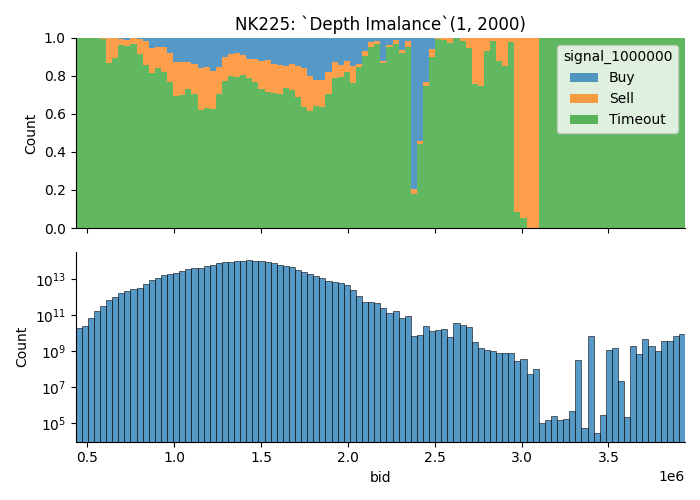 NK225: `Depth Imalance`(1, 2000)
1.0
0.8
0.6
0.4
0.2
0.0
Count
signal_1000000
Buy
Sell
Timeout
10^13
10^11
10^9
10^7
10^5
Count
0.5 1.0 1.5 2.0 2.5 3.0 3.5
1e6
bid